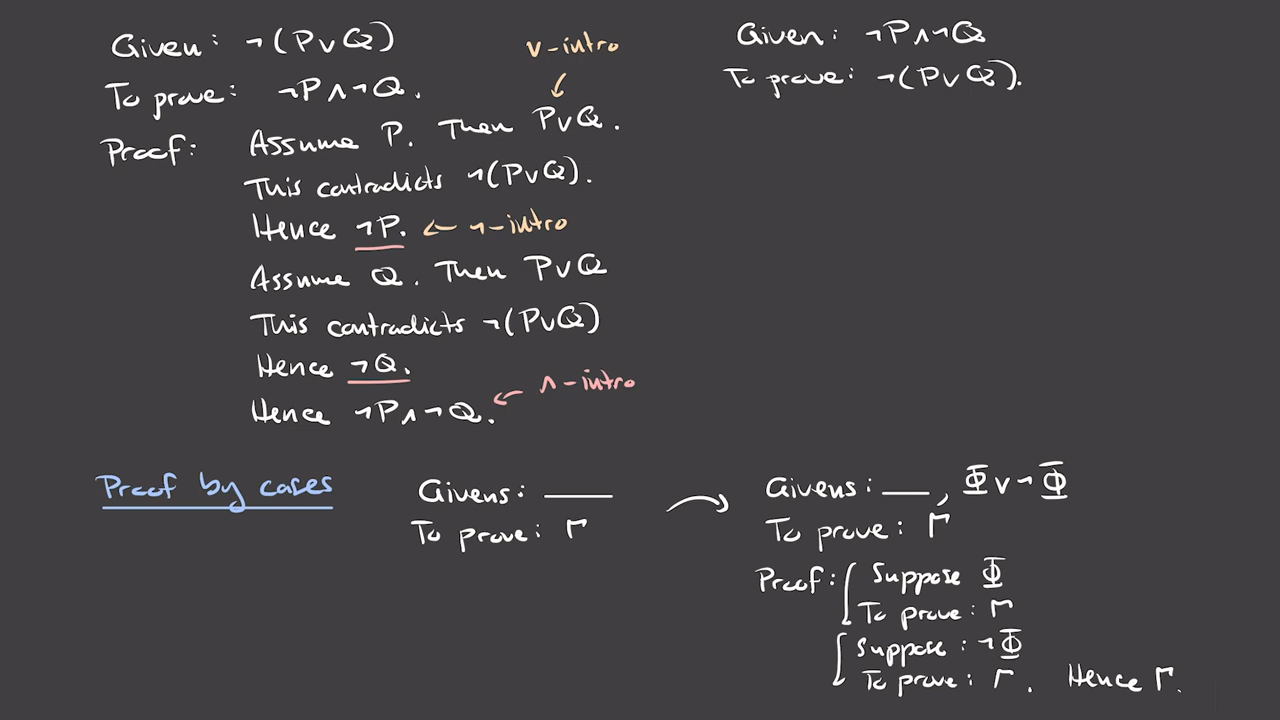 Given: ¬(P∨Q)
To prove: ¬P∧¬Q.
∨-intro
Proof: Assume P. Then P∨Q.
This contradicts ¬(P∨Q).
Hence ¬P. ← ¬-intro
Assume Q. Then P∨Q
This contradicts ¬(P∨Q)
Hence ¬Q.
Hence ¬P∧¬Q. ← ∧-intro
Given: ¬P∧¬Q
To prove: ¬(P∨Q).
Proof by cases
Givens: ____
To prove: Γ
Givens: ___, Φ∨¬Φ
To prove: Γ
Proof: Suppose Φ
To prove: Γ
Suppose: ¬Φ
To prove: Γ. Hence Γ.